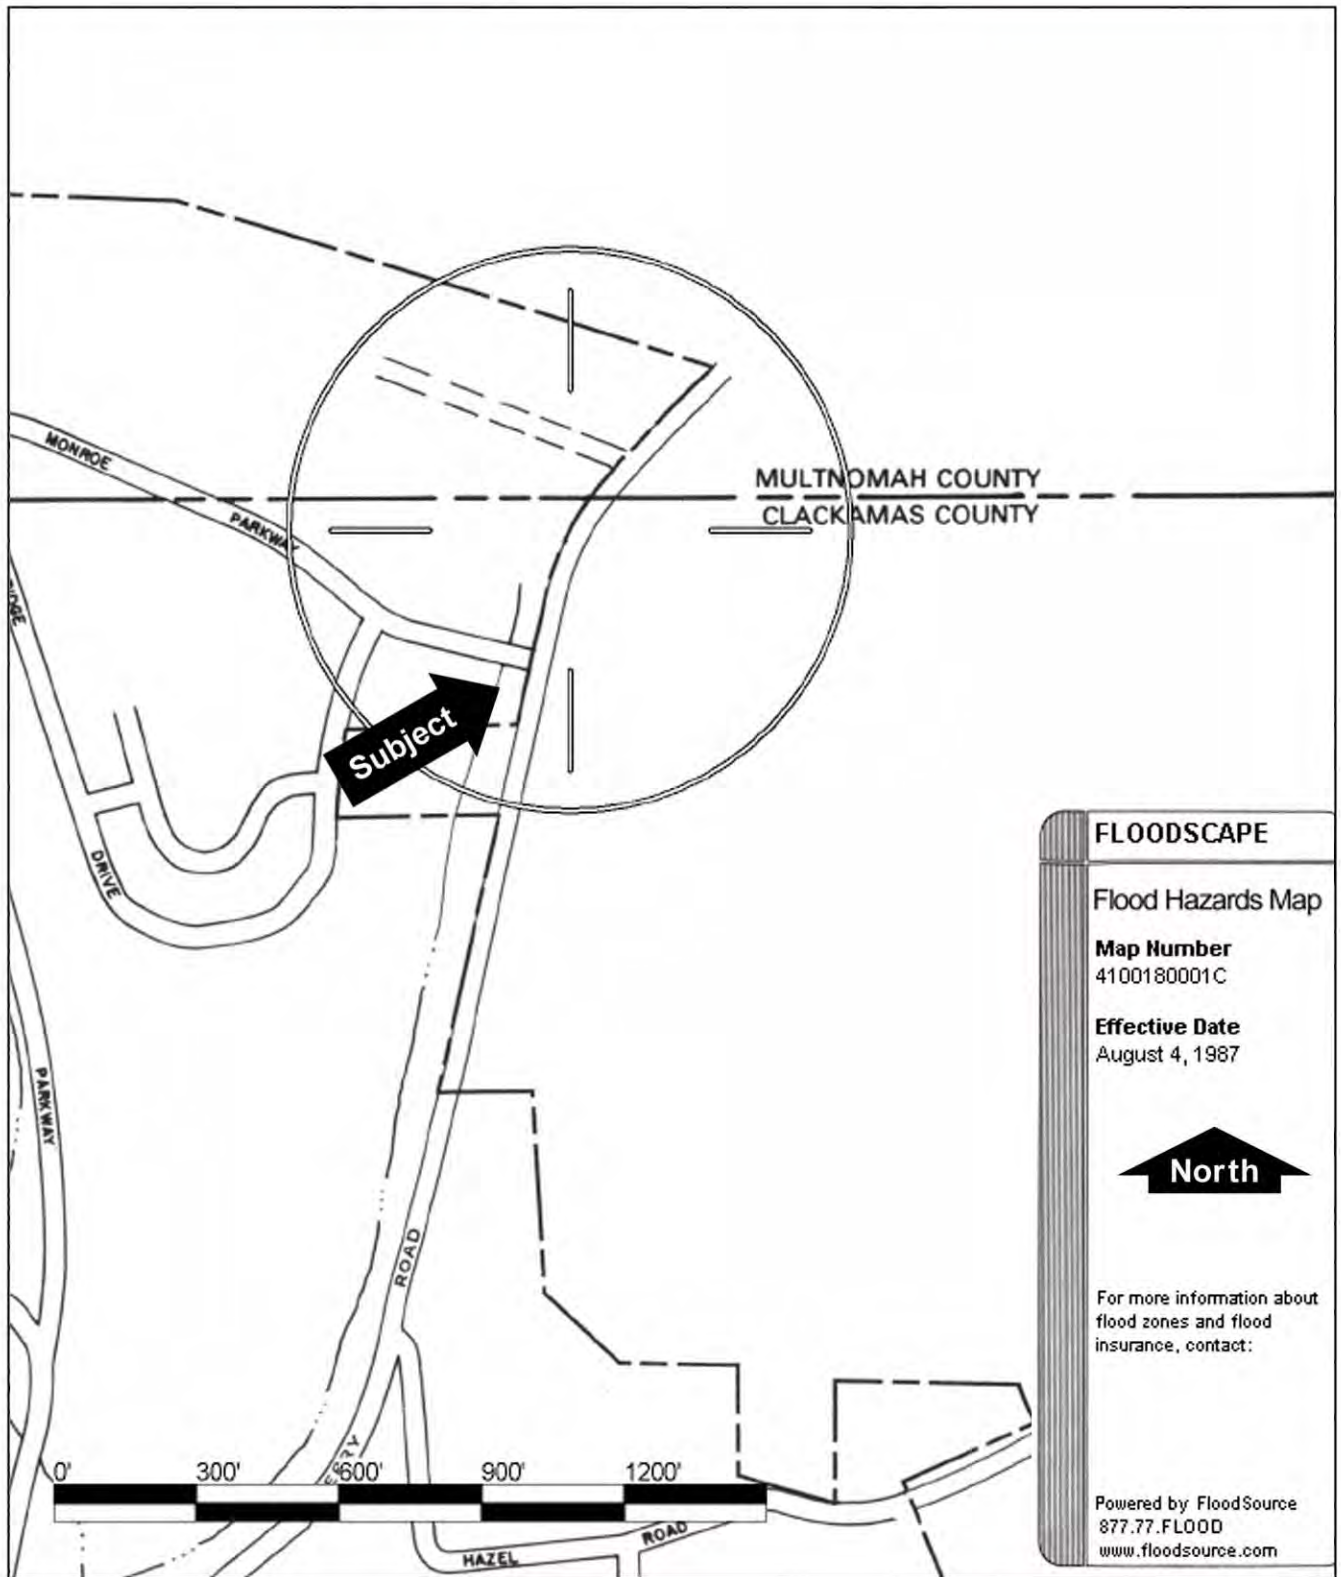 MONROE
PARKWAY
MULTNOMAH COUNTY
CLACKAMAS COUNTY
Subject
DRIVE
PARKWAY
ROAD
0' 300' 600' 900' 1200'
HAZEL
ROAD
FLOODSCAPE
Flood Hazards Map
Map Number
4100180001C
Effective Date
August 4, 1987
North
For more information about
flood zones and flood
insurance, contact:
Powered by FloodSource
877.77.FLOOD
www.floodsource.com